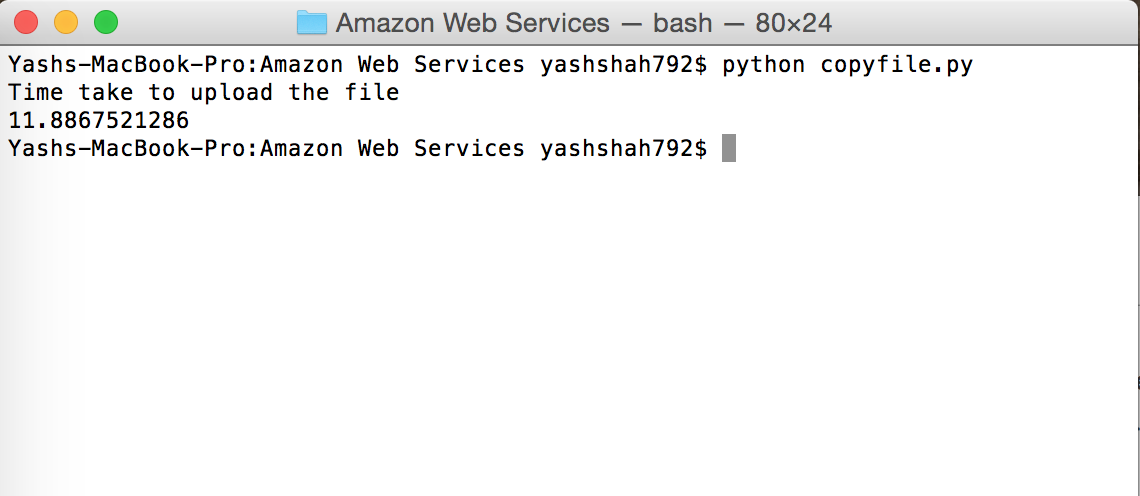 Amazon Web Services — bash — 80×24
Yashs-MacBook-Pro:Amazon Web Services yashshah792$ python copyfile.py
Time take to upload the file
11.8867521286
Yashs-MacBook-Pro:Amazon Web Services yashshah792$